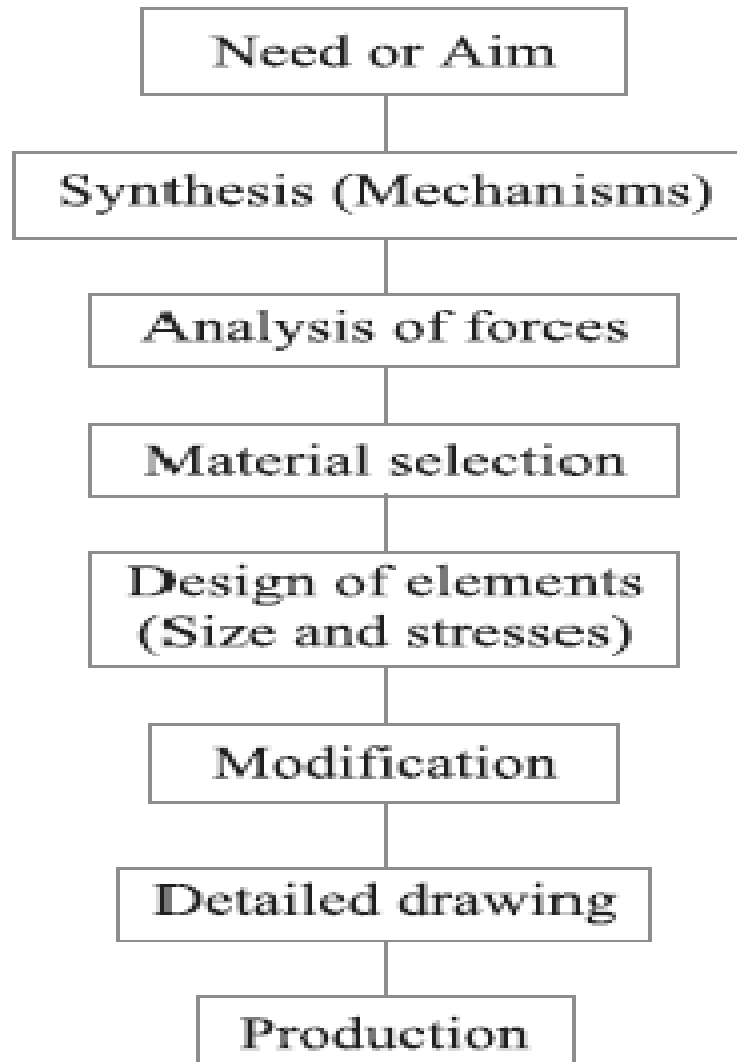 Need or Aim
Synthesis (Mechanisms)
Analysis of forces
Material selection
Design of elements
(Size and stresses)
Modification
Detailed drawing
Production